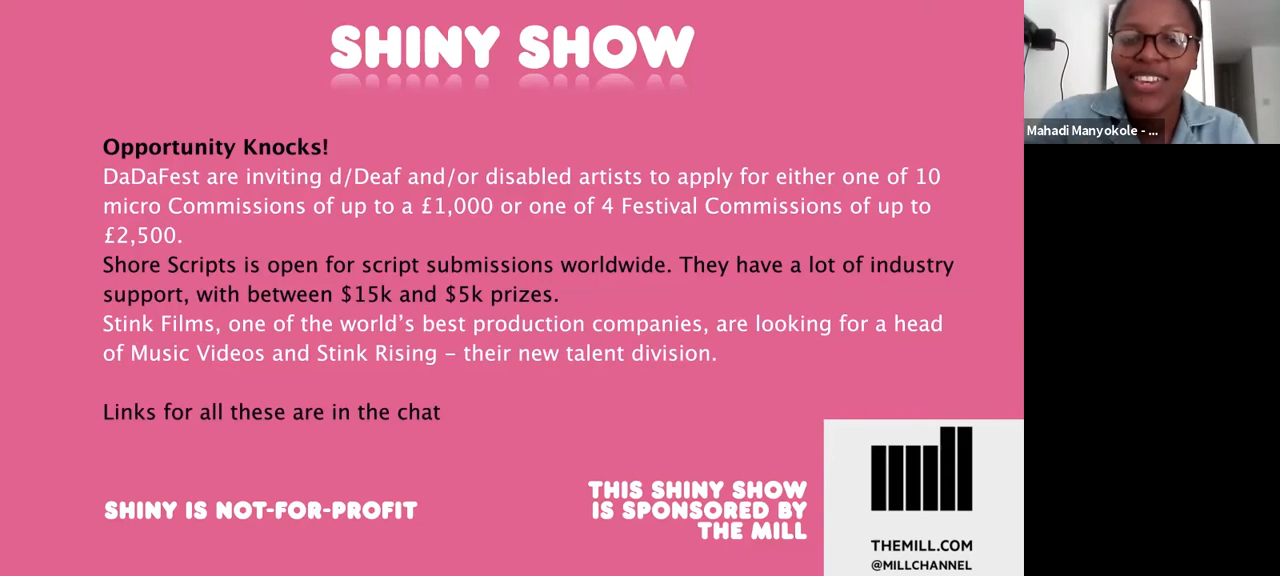 SHINY SHOW
Opportunity Knocks!
DaDaFest are inviting d/Deaf and/or disabled artists to apply for either one of 10
micro Commissions of up to a £1,000 or one of 4 Festival Commissions of up to
£2,500.
Shore Scripts is open for script submissions worldwide. They have a lot of industry
support, with between $15k and $5k prizes.
Stink Films, one of the world’s best production companies, are looking for a head
of Music Videos and Stink Rising – their new talent division.
Links for all these are in the chat
SHINY IS NOT-FOR-PROFIT
THIS SHINY SHOW
IS SPONSORED BY
THE MILL
THEMILL.COM
@MILLCHANNEL
Mahadi Manyokole - ...